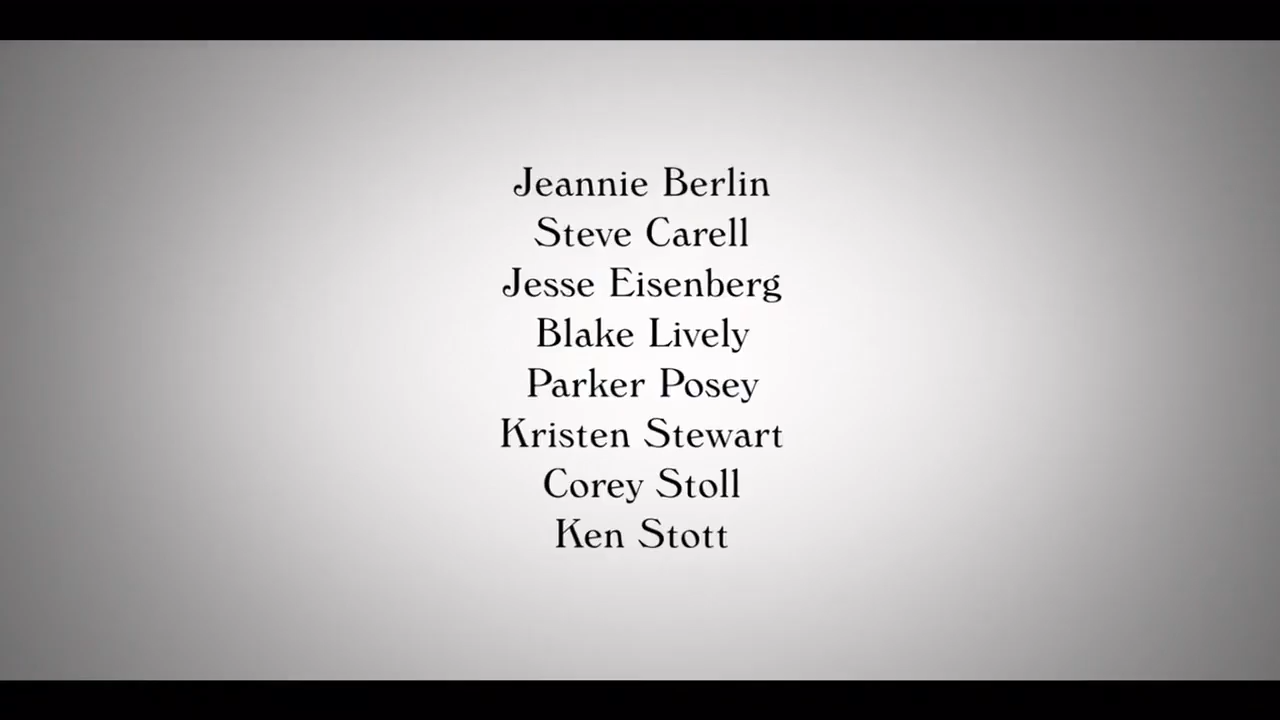 Jeannie Berlin
Steve Carell
Jesse Eisenberg
Blake Lively
Parker Posey
Kristen Stewart
Corey Stoll
Ken Stott